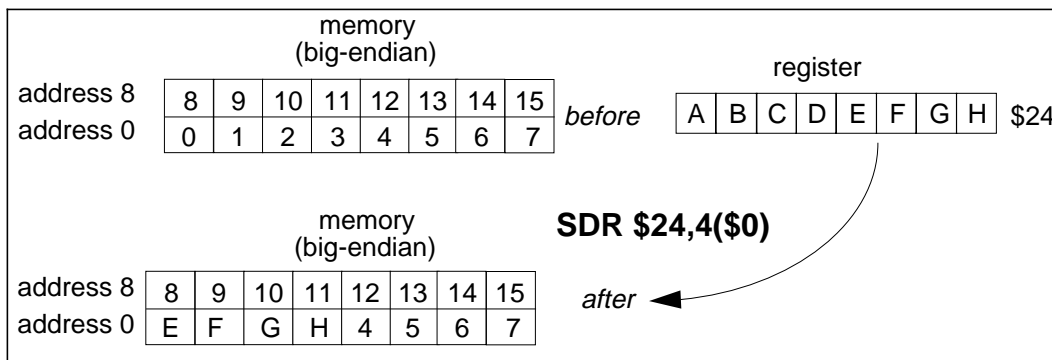 memory
(big-endian)
register
address 8 8 9 10 11 12 13 14 15
before A B C D E F G H $24
address 0 0 1 2 3 4 5 6 7
memory
(big-endian)
SDR $24,4($0)
address 8 8 9 10 11 12 13 14 15
after
address 0 E F G H 4 5 6 7